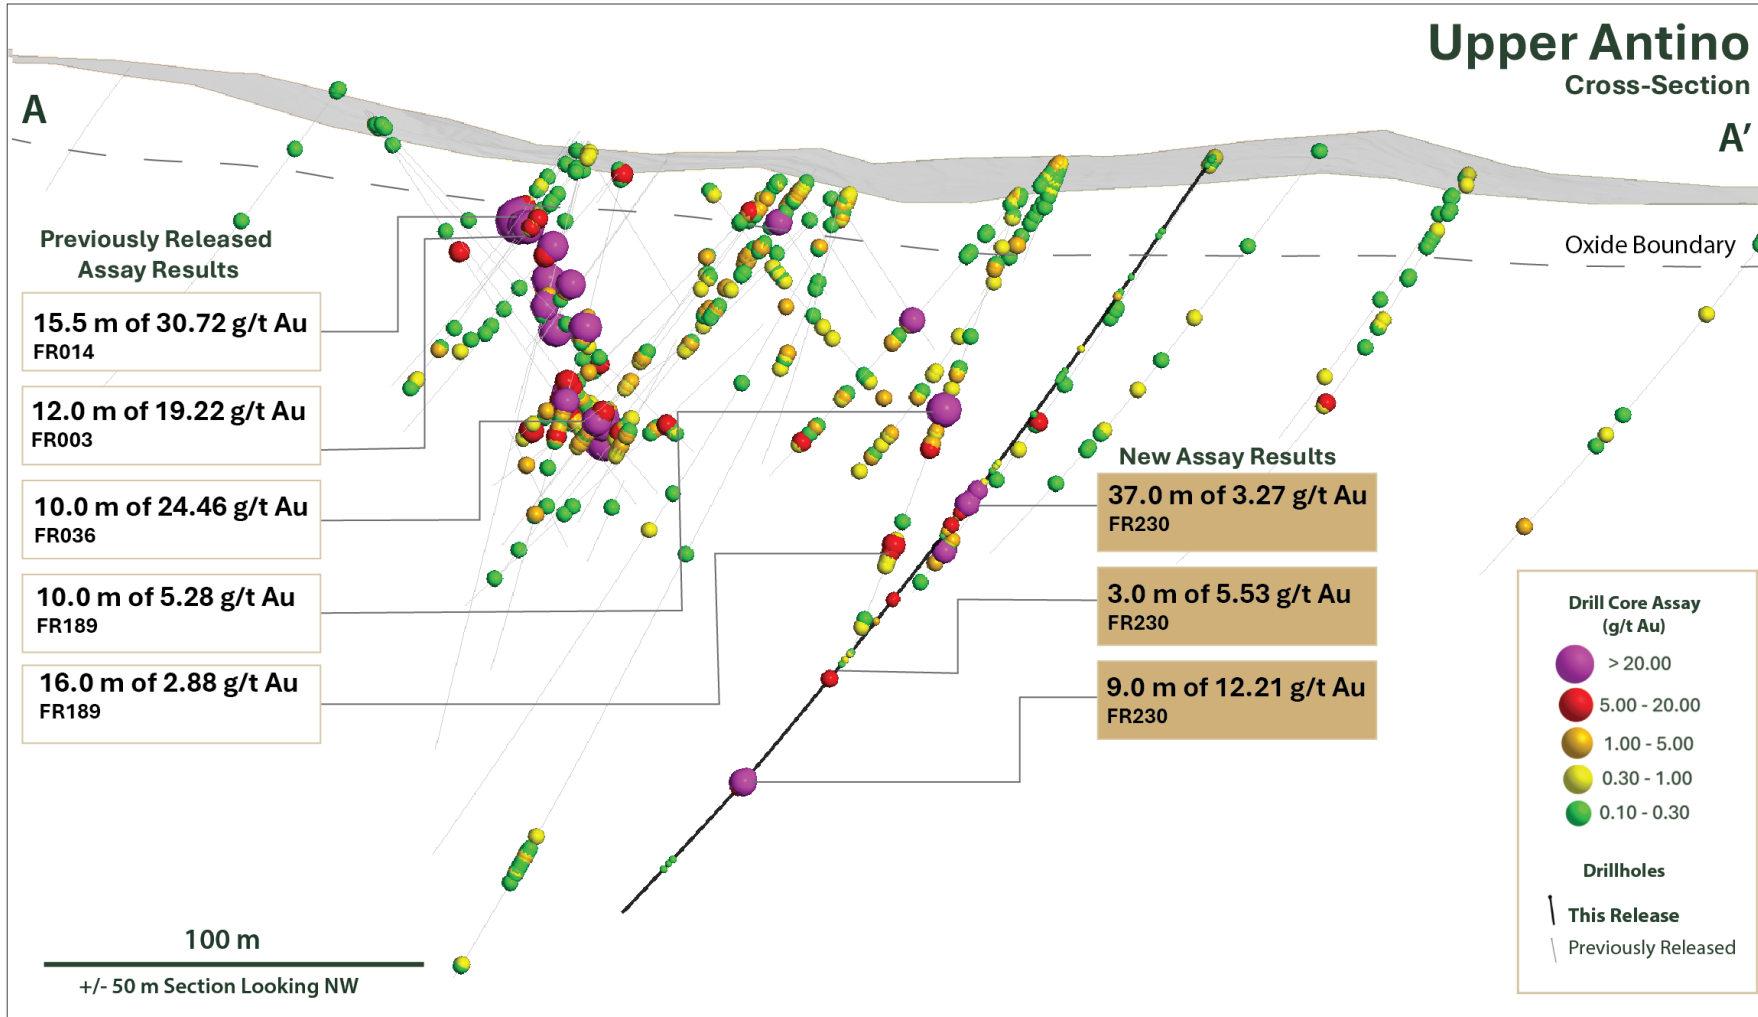 Upper Antino
Cross-Section
A
A’
Oxide Boundary
Previously Released
Assay Results
15.5 m of 30.72 g/t Au
FR014
12.0 m of 19.22 g/t Au
FR003
10.0 m of 24.46 g/t Au
FR036
10.0 m of 5.28 g/t Au
FR189
16.0 m of 2.88 g/t Au
FR189
New Assay Results
37.0 m of 3.27 g/t Au
FR230
3.0 m of 5.53 g/t Au
FR230
9.0 m of 12.21 g/t Au
FR230
Drill Core Assay
(g/t Au)
> 20.00
5.00 - 20.00
1.00 - 5.00
0.30 - 1.00
0.10 - 0.30
Drillholes
This Release
Previously Released
100 m
+/- 50 m Section Looking NW